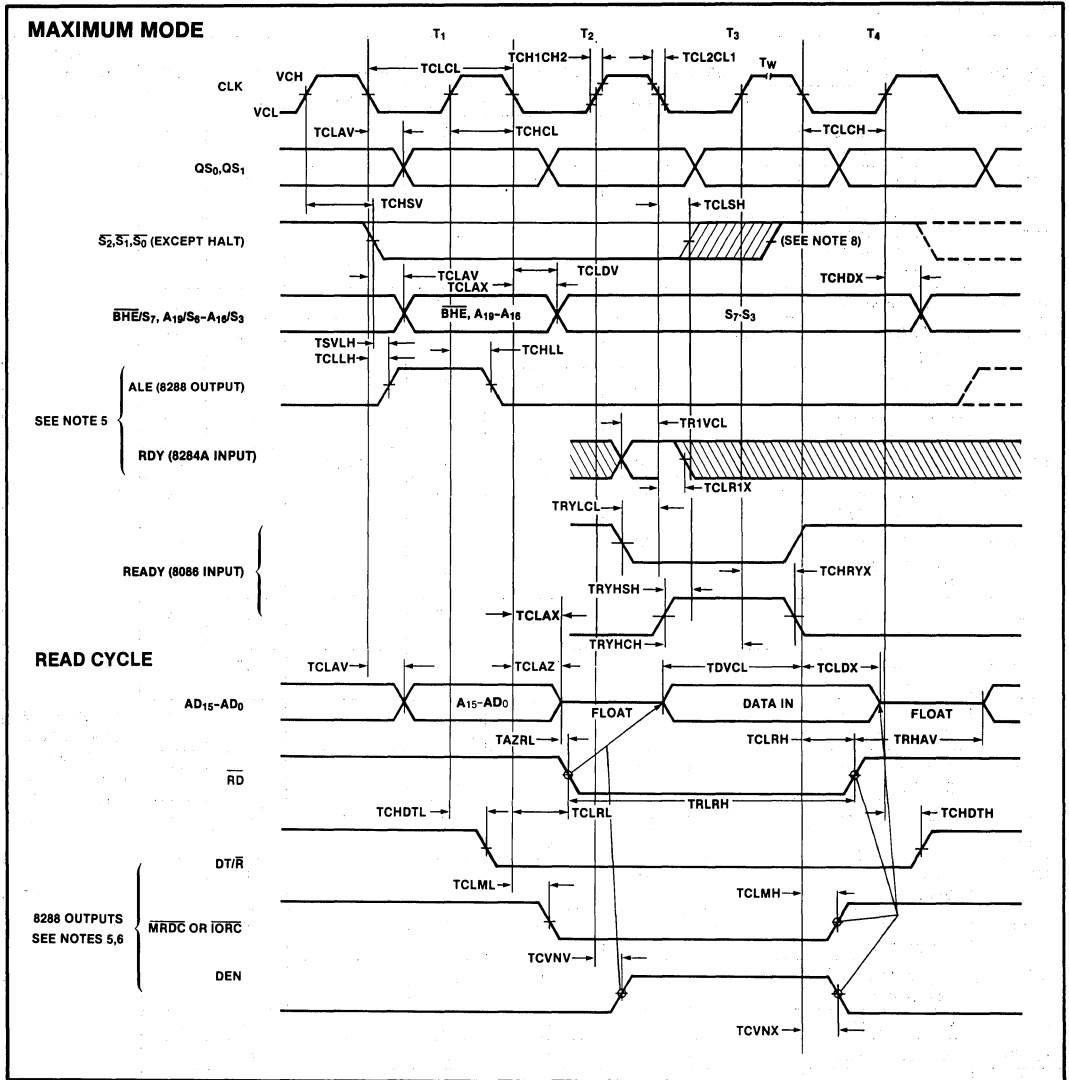 MAXIMUM MODE
T1 T2 T3 T4
TCH1CH2 TCL2CL1
TCLCL TW
VCH
CLK
VCL
TCLAV TCHCL TCLCH
QS0,QS1
TCHSV TCLSH
S2,S1,S0 (EXCEPT HALT) (SEE NOTE 8)
TCLAV TCLDV
TCLAX TCHDX
BHE/S7, A19/S6-A16/S3 BHE, A19-A16 S7-S3
TSVLH TCHLL
TCLLH
ALE (8288 OUTPUT)
SEE NOTE 5
TR1VCL
RDY (8284A INPUT)
TCLR1X
TRYLCL
READY (8086 INPUT)
TCHRYX
TRYHSH
TCLAX
TRYHCH
READ CYCLE
TCLAV TCLAZ TDVCL TCLDX
AD15-AD0 A15-AD0 FLOAT DATA IN FLOAT
TAZRL TCLRH TRHAV
RD
TRLRH
TCHDTL TCLRL TCHDTH
DT/R
TCLML TCLMH
8288 OUTPUTS
SEE NOTES 5,6
MRDC OR IORC
TCVNV
DEN
TCVNX